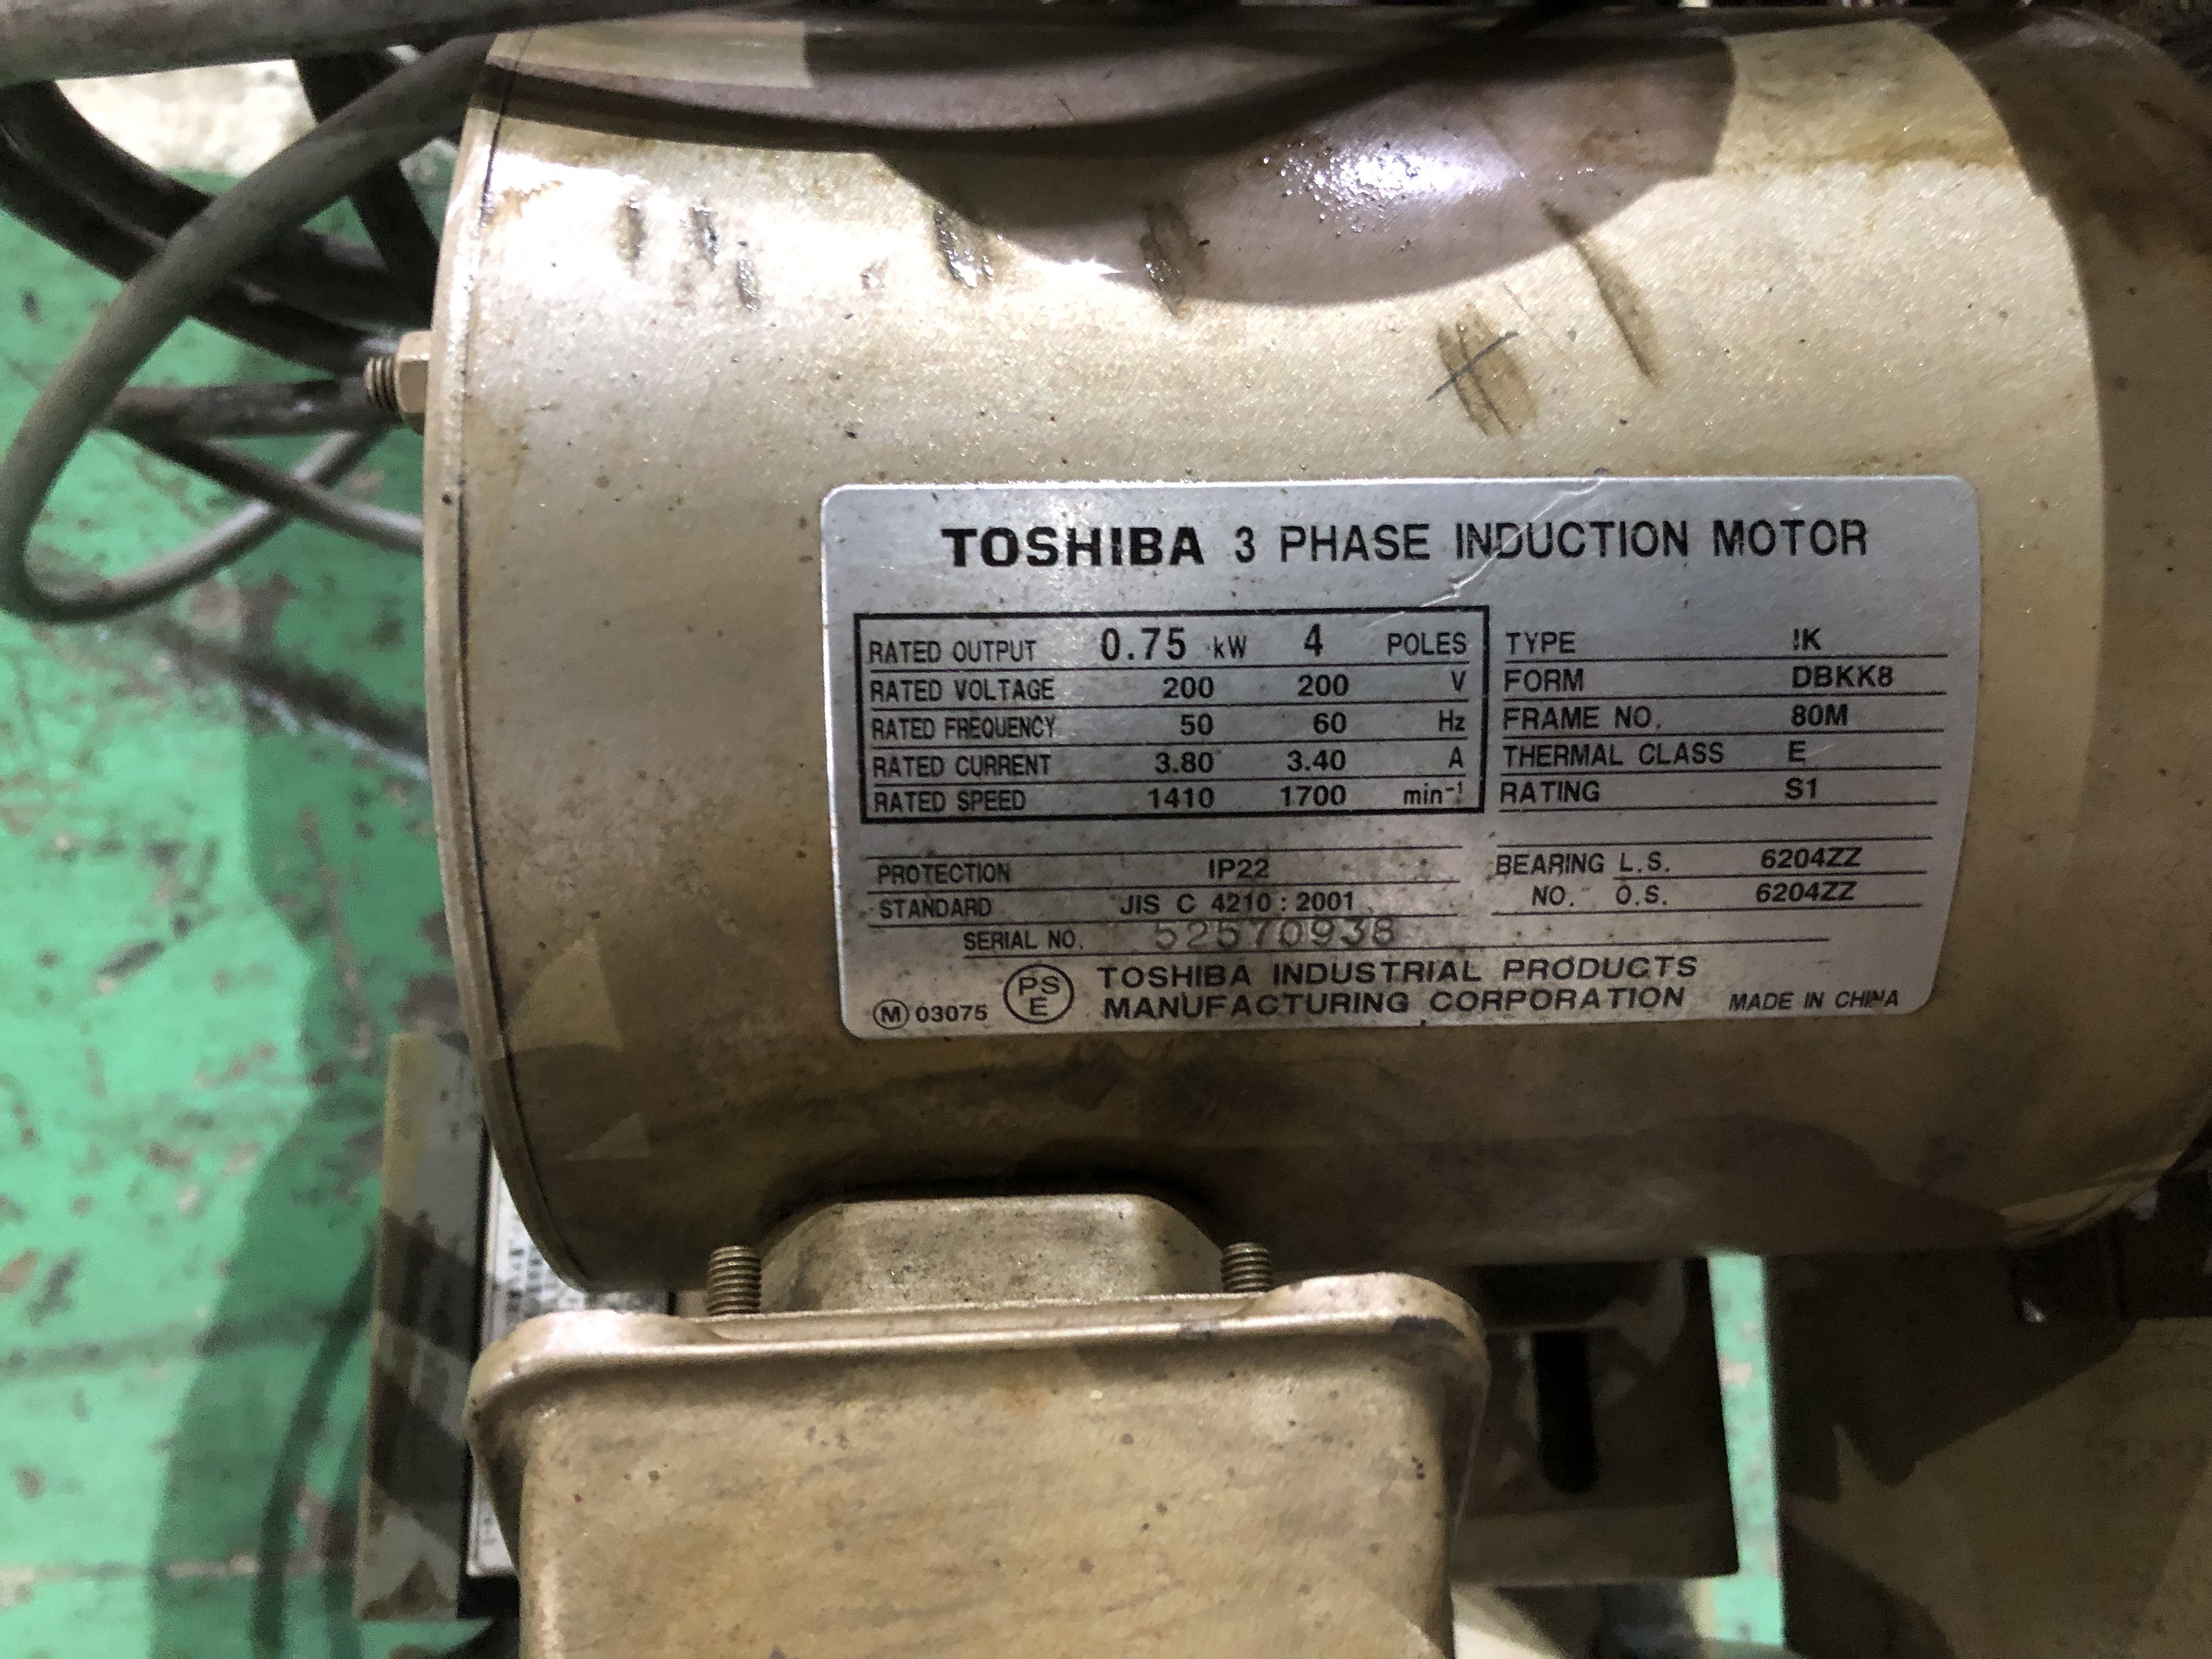 TOSHIBA 3 PHASE INDUCTION MOTOR
RATED OUTPUT 0.75 kW 4 POLES
RATED VOLTAGE 200 200 V
RATED FREQUENCY 50 60 Hz
RATED CURRENT 3.80 3.40 A
RATED SPEED 1410 1700 min⁻¹
TYPE IK
FORM DBKK8
FRAME NO. 80M
THERMAL CLASS E
RATING S1
PROTECTION IP22
STANDARD JIS C 4210 : 2001
SERIAL NO. 52570938
BEARING L.S. 6204ZZ
NO. O.S. 6204ZZ
M 03075
PS
E
TOSHIBA INDUSTRIAL PRODUCTS
MANUFACTURING CORPORATION
MADE IN CHINA